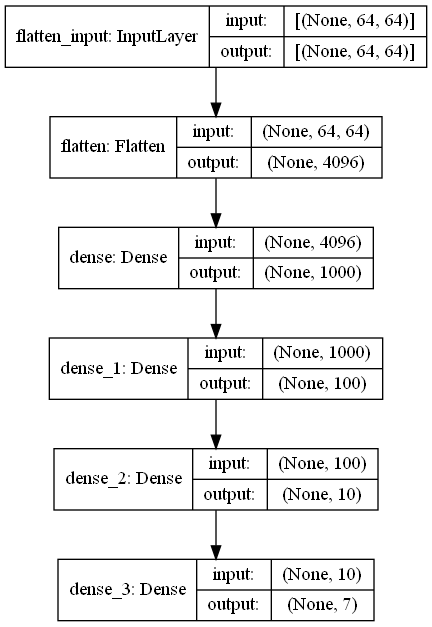 flatten_input: InputLayer
input:
[(None, 64, 64)]
output:
[(None, 64, 64)]
flatten: Flatten
input:
(None, 64, 64)
output:
(None, 4096)
dense: Dense
input:
(None, 4096)
output:
(None, 1000)
dense_1: Dense
input:
(None, 1000)
output:
(None, 100)
dense_2: Dense
input:
(None, 100)
output:
(None, 10)
dense_3: Dense
input:
(None, 10)
output:
(None, 7)